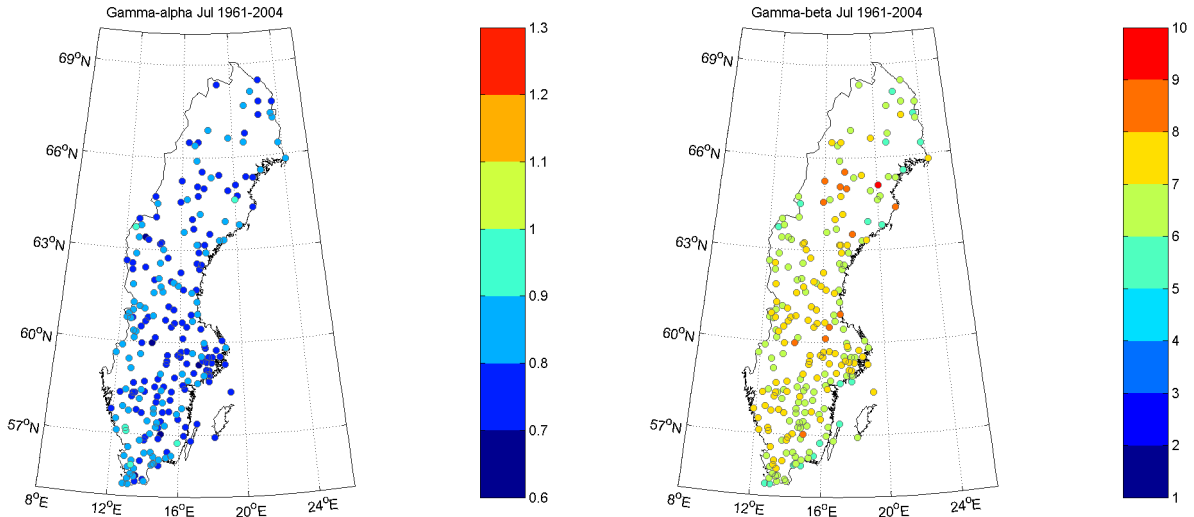 Gamma-alpha Jul 1961-2004
69°N
66°N
63°N
60°N
57°N
8°E
12°E
16°E
20°E
24°E
1.3
1.2
1.1
1
0.9
0.8
0.7
0.6
Gamma-beta Jul 1961-2004
69°N
66°N
63°N
60°N
57°N
8°E
12°E
16°E
20°E
24°E
10
9
8
7
6
5
4
3
2
1